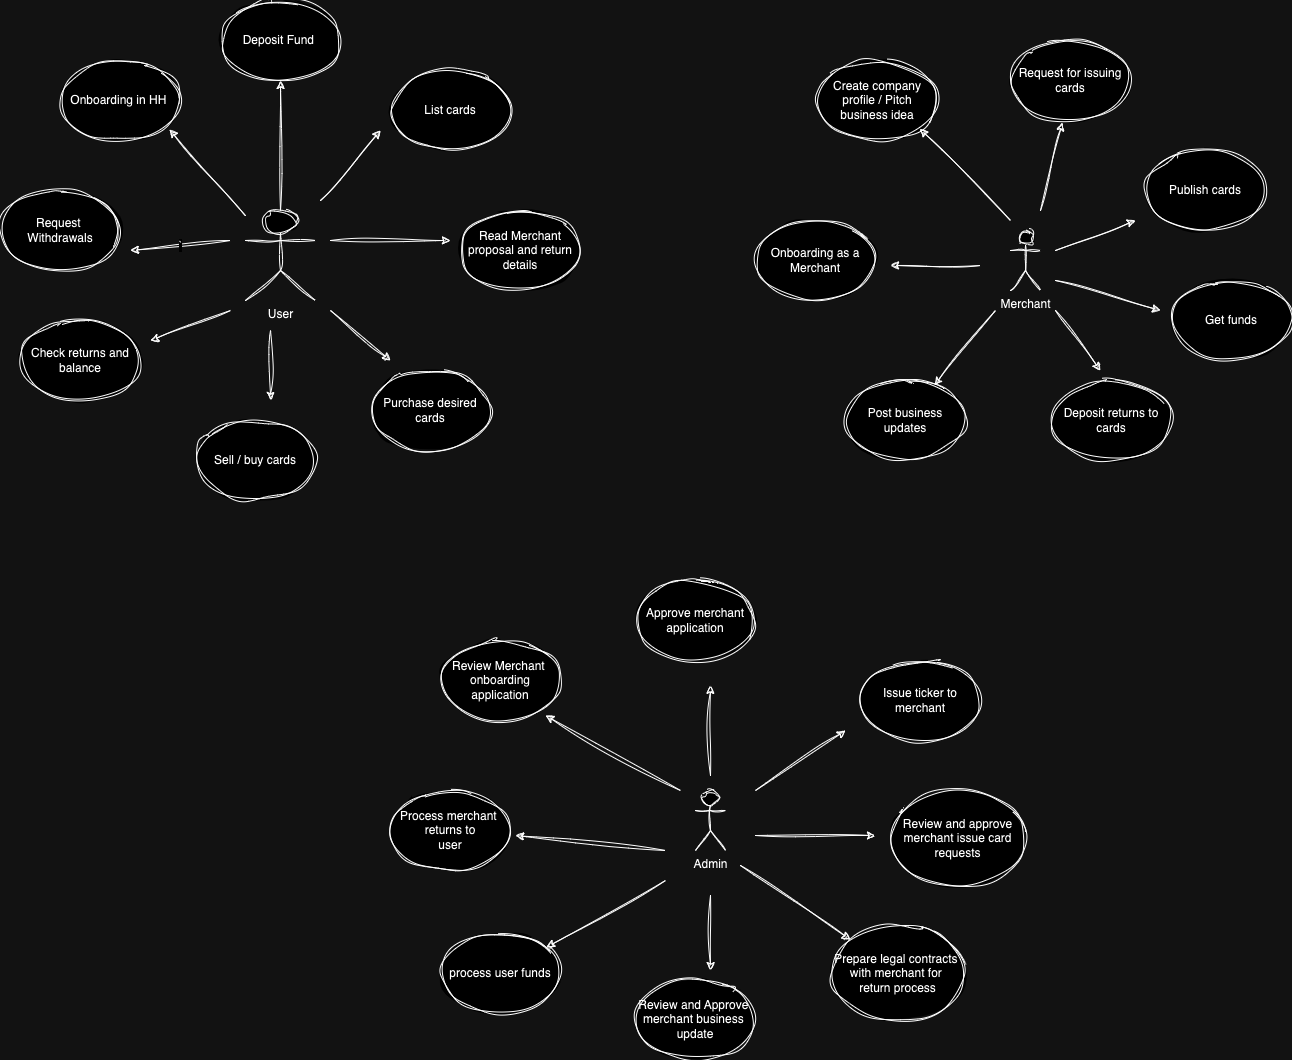 Deposit Fund
Onboarding in HH
List cards
Request
Withdrawals
Read Merchant
proposal and return
details
User
Check returns and
balance
Purchase desired
cards
Sell / buy cards
Create company
profile / Pitch
business idea
Request for issuing
cards
Publish cards
Onboarding as a
Merchant
Merchant
Get funds
Post business
updates
Deposit returns to
cards
Approve merchant
application
Review Merchant
onboarding
application
Issue ticker to
merchant
Process merchant
returns to
user
Review and approve
merchant issue card
requests
Admin
process user funds
Prepare legal contracts
with merchant for
return process
Review and Approve
merchant business
update